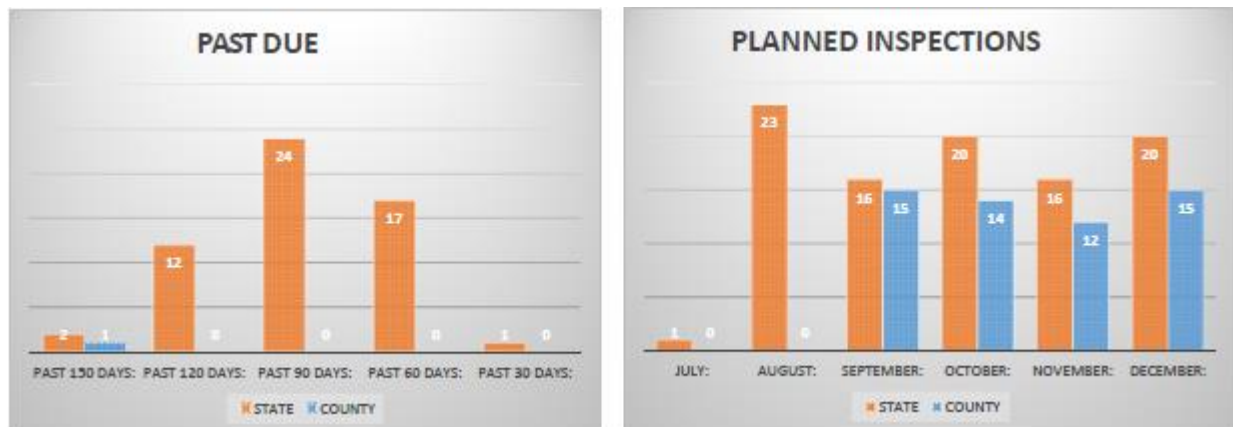 PAST DUE
24
17
12
2 1 0 0 0 1 0
PAST 150 DAYS: PAST 120 DAYS: PAST 90 DAYS: PAST 60 DAYS: PAST 30 DAYS:
STATE COUNTY
PLANNED INSPECTIONS
23
20 20
16 15 14 16 12 15
1 0 0
JULY: AUGUST: SEPTEMBER: OCTOBER: NOVEMBER: DECEMBER:
STATE COUNTY